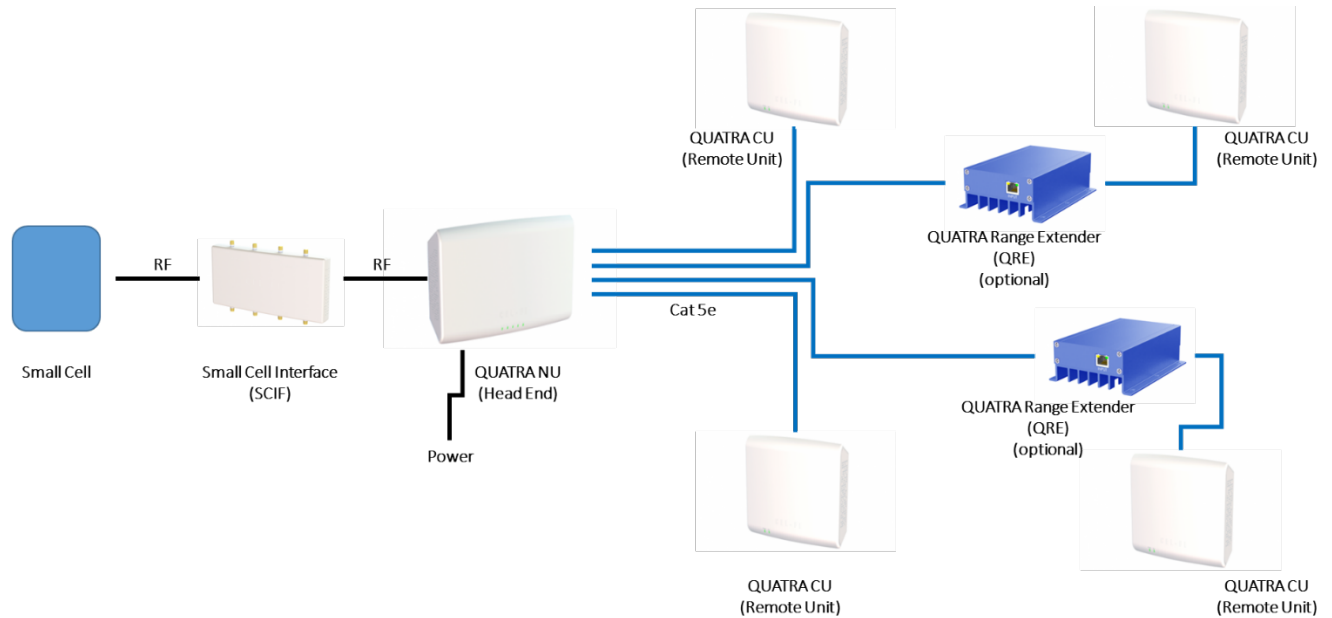 QUATRA CU
(Remote Unit)
QUATRA CU
(Remote Unit)
QUATRA Range Extender
(QRE)
(optional)
RF
RF
Cat 5e
Small Cell
Small Cell Interface
(SCIF)
QUATRA NU
(Head End)
Power
QUATRA Range Extender
(QRE)
(optional)
QUATRA CU
(Remote Unit)
QUATRA CU
(Remote Unit)